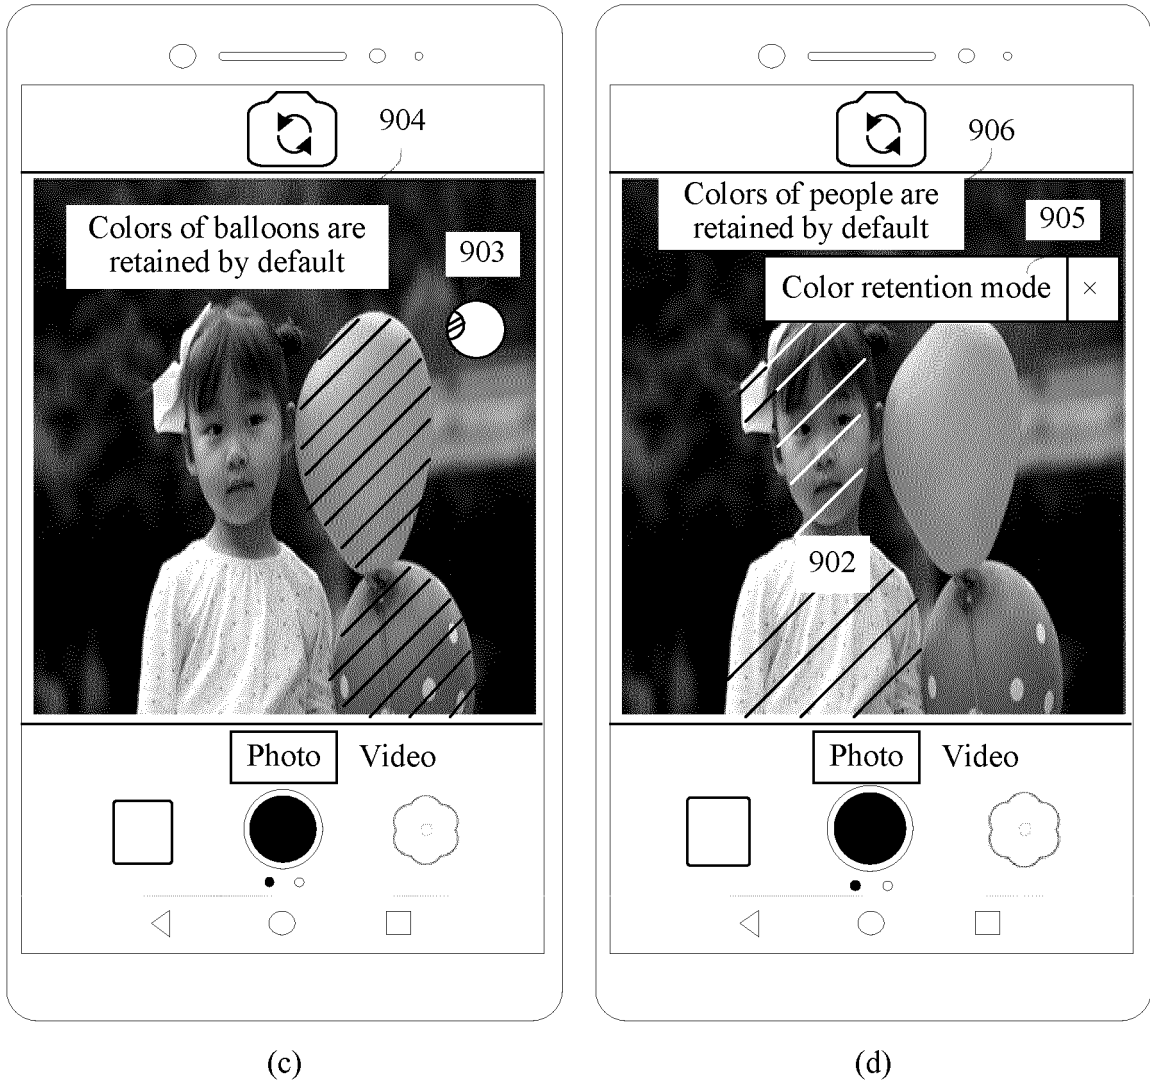 904
Colors of balloons are
retained by default
903
Photo Video
(c)
906
Colors of people are
retained by default
905
Color retention mode ×
902
Photo Video
(d)